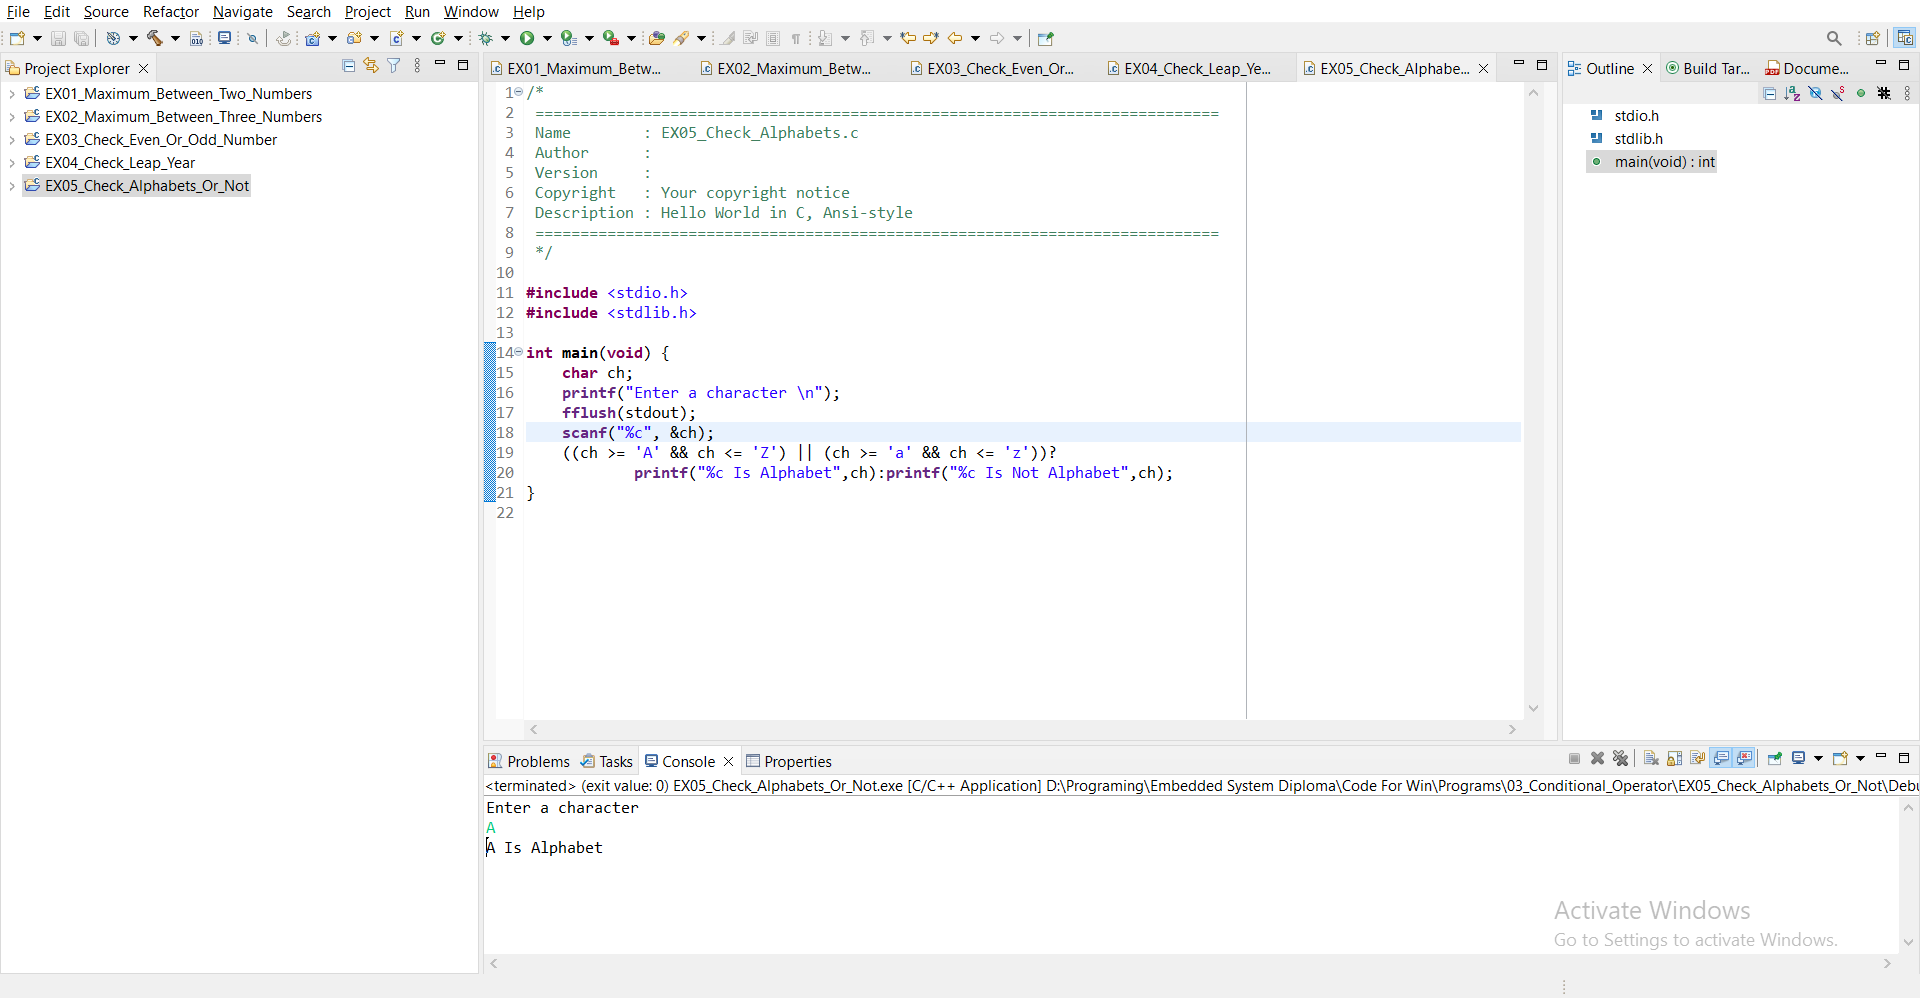 File Edit Source Refactor Navigate Search Project Run Window Help
Project Explorer
EX01_Maximum_Between_Two_Numbers
EX02_Maximum_Between_Three_Numbers
EX03_Check_Even_Or_Odd_Number
EX04_Check_Leap_Year
EX05_Check_Alphabets_Or_Not
EX01_Maximum_Betw... EX02_Maximum_Betw... EX03_Check_Even_Or... EX04_Check_Leap_Ye... EX05_Check_Alphabe...
1 /*
2 ============================================================================
3 Name : EX05_Check_Alphabets.c
4 Author :
5 Version :
6 Copyright : Your copyright notice
7 Description : Hello World in C, Ansi-style
8 ============================================================================
9 */
10
11 #include <stdio.h>
12 #include <stdlib.h>
13
14 int main(void) {
15 char ch;
16 printf("Enter a character \n");
17 fflush(stdout);
18 scanf("%c", &ch);
19 ((ch >= 'A' && ch <= 'Z') || (ch >= 'a' && ch <= 'z'))?
20 printf("%c Is Alphabet",ch):printf("%c Is Not Alphabet",ch);
21 }
22
Outline Build Tar... Docume...
stdio.h
stdlib.h
main(void) : int
Problems Tasks Console Properties
<terminated> (exit value: 0) EX05_Check_Alphabets_Or_Not.exe [C/C++ Application] D:\Programing\Embedded System Diploma\Code For Win\Programs\03_Conditional_Operator\EX05_Check_Alphabets_Or_Not\Debu
Enter a character
A
A Is Alphabet
Activate Windows
Go to Settings to activate Windows.